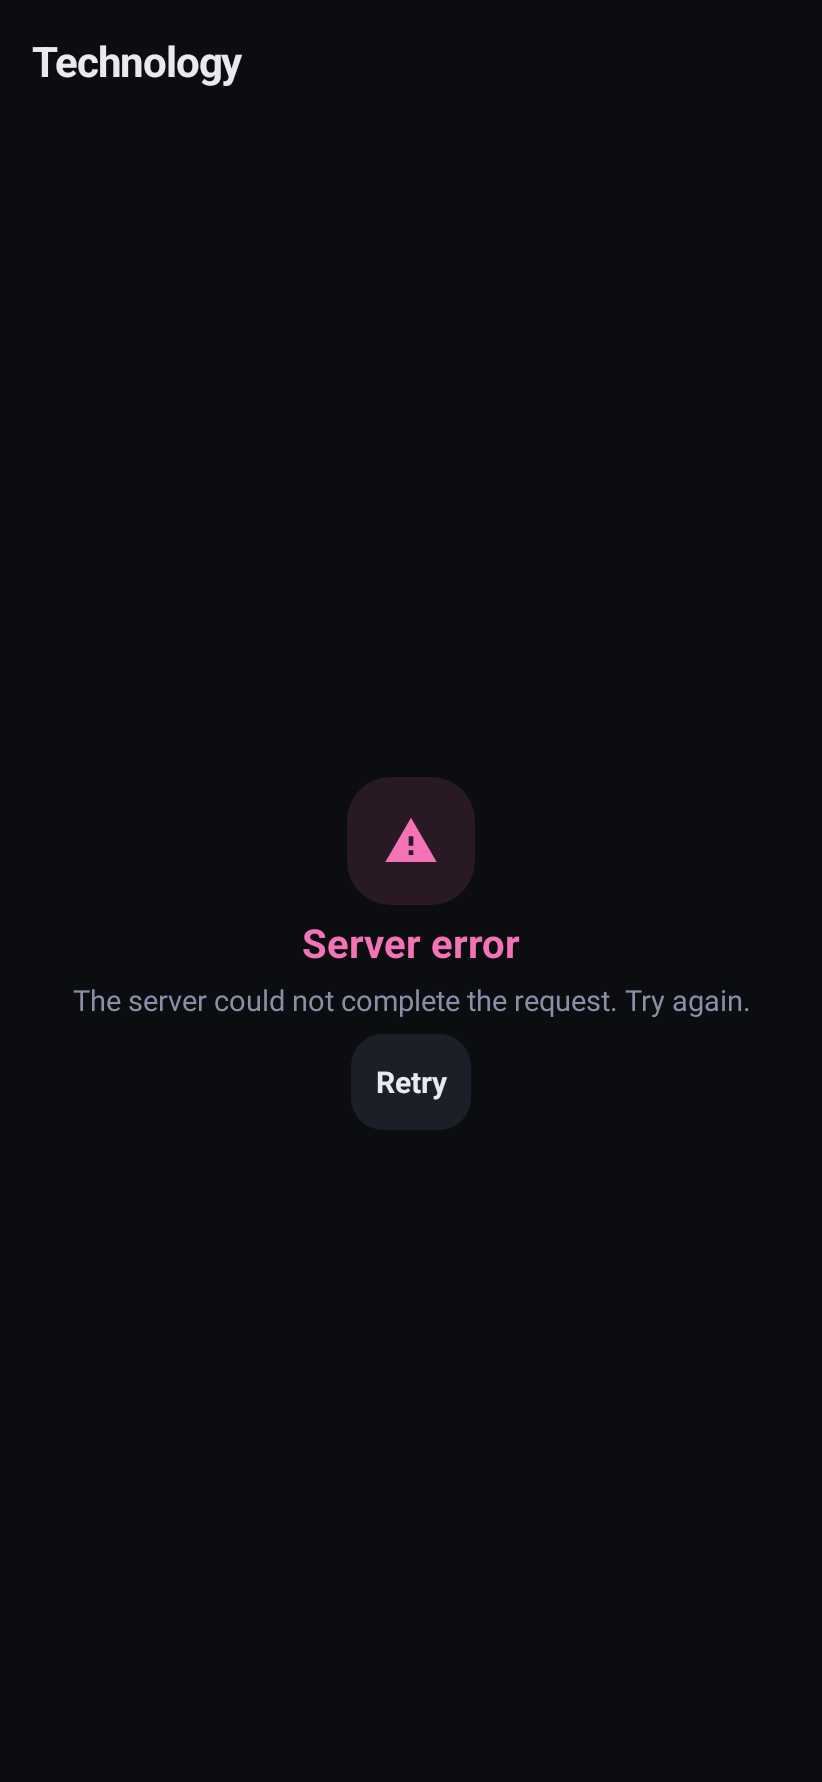 Technology
Server error
The server could not complete the request. Try again.
Retry